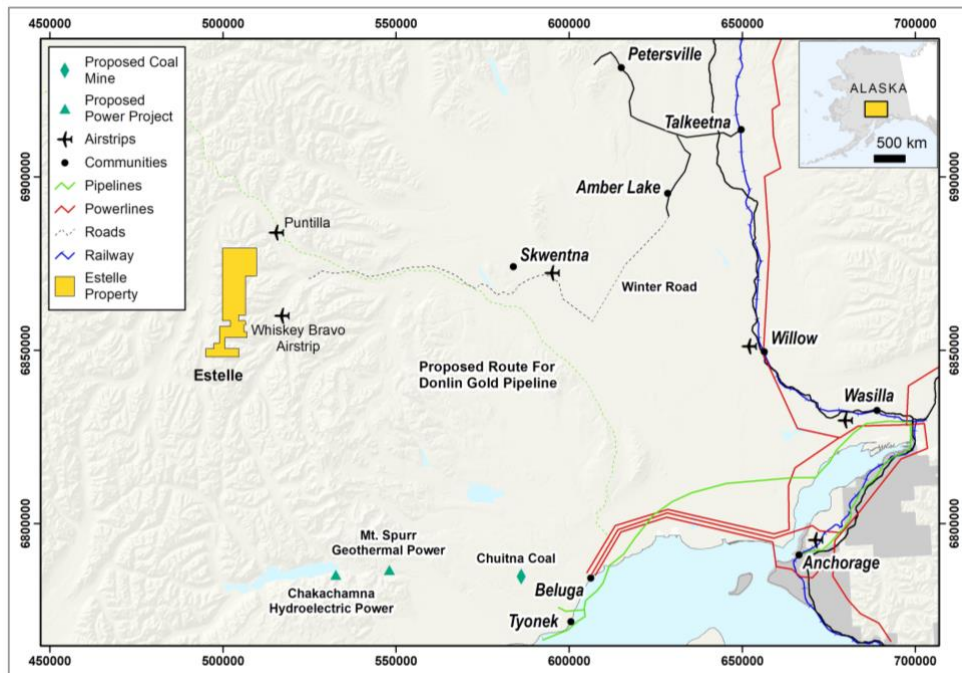 450000 500000 550000 600000 650000 700000
Proposed Coal
Mine
Proposed
Power Project
Airstrips
Communities
Pipelines
Powerlines
Roads
Railway
Estelle
Property
ALASKA
500 km
Petersville
Talkeetna
6900000
6900000
Amber Lake
Puntilla
Skwentna
Winter Road
Whiskey Bravo
Airstrip
6850000
6850000
Willow
Estelle
Proposed Route For
Donlin Gold Pipeline
Wasilla
6800000
6800000
Mt. Spurr
Geothermal Power
Chuitna Coal
Anchorage
Chakachamna
Hydroelectric Power
Beluga
Tyonek
450000 500000 550000 600000 650000 700000